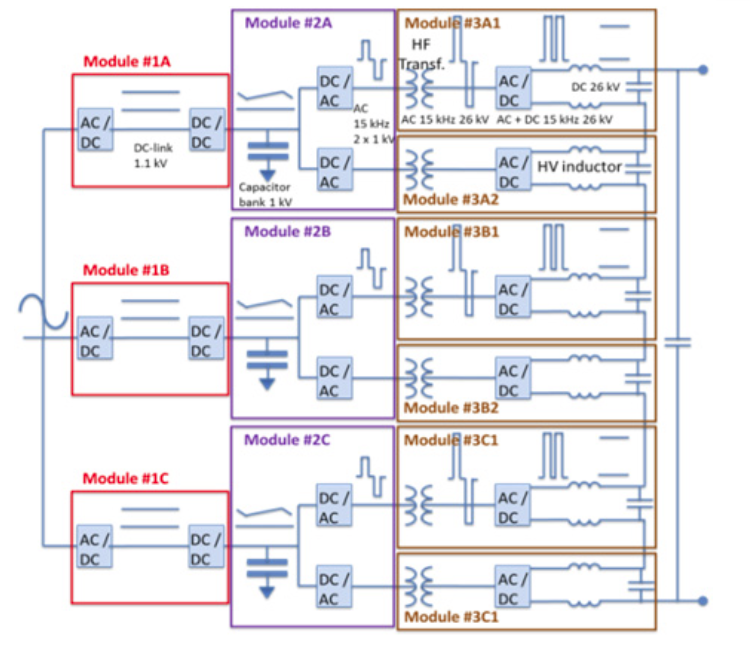 Module #1A
AC /
DC
DC-link
1.1 kV
DC /
DC
Module #2A
Capacitor
bank 1 kV
DC /
AC
AC
15 kHz
2 x 1 kV
DC /
AC
Module #3A1
HF
Transf.
AC 15 kHz 26 kV
AC /
DC
DC 26 kV
AC + DC 15 kHz 26 kV
AC /
DC
HV inductor
Module #3A2
Module #1B
AC /
DC
DC /
DC
Module #2B
DC /
AC
DC /
AC
Module #3B1
AC /
DC
AC /
DC
Module #3B2
Module #1C
AC /
DC
DC /
DC
Module #2C
DC /
AC
DC /
AC
Module #3C1
AC /
DC
AC /
DC
Module #3C1